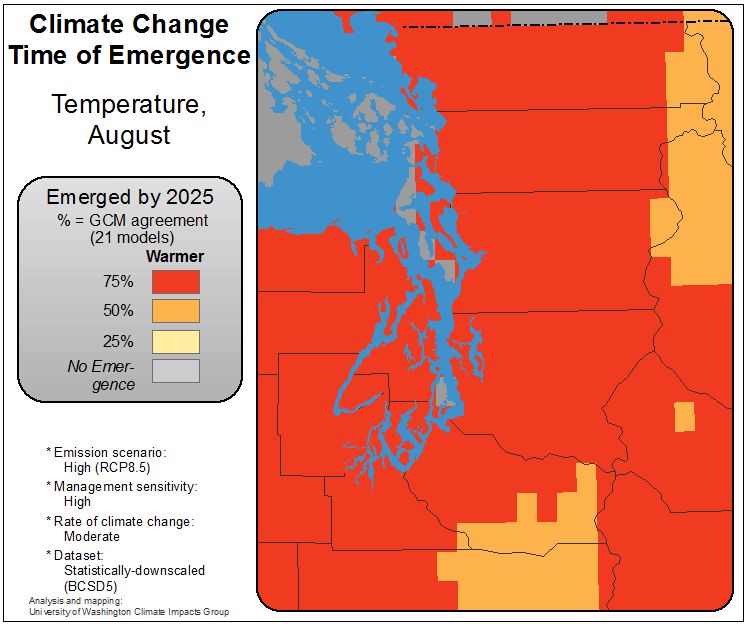 Climate Change
Time of Emergence
Temperature,
August
Emerged by 2025
% = GCM agreement
(21 models)
Warmer
75%
50%
25%
No Emer-
gence
* Emission scenario:
High (RCP8.5)
* Management sensitivity:
High
* Rate of climate change:
Moderate
* Dataset:
Statistically-downscaled
(BCSD5)
Analysis and mapping:
University of Washington Climate Impacts Group